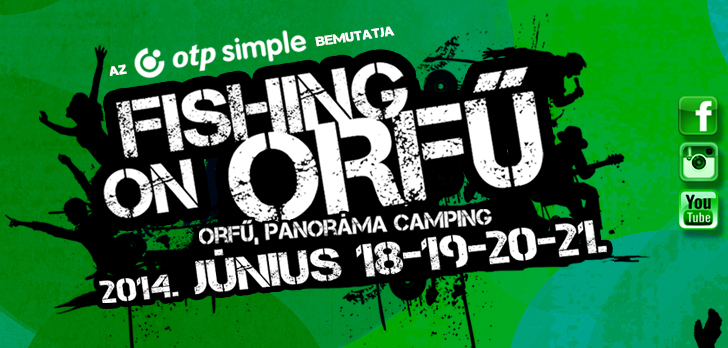 AZ otp simple BEMUTATJA
FISHING
ON ORFŰ
ORFŰ, PANORÁMA CAMPING
2014. JÚNIUS 18-19-20-21.
f
You
Tube